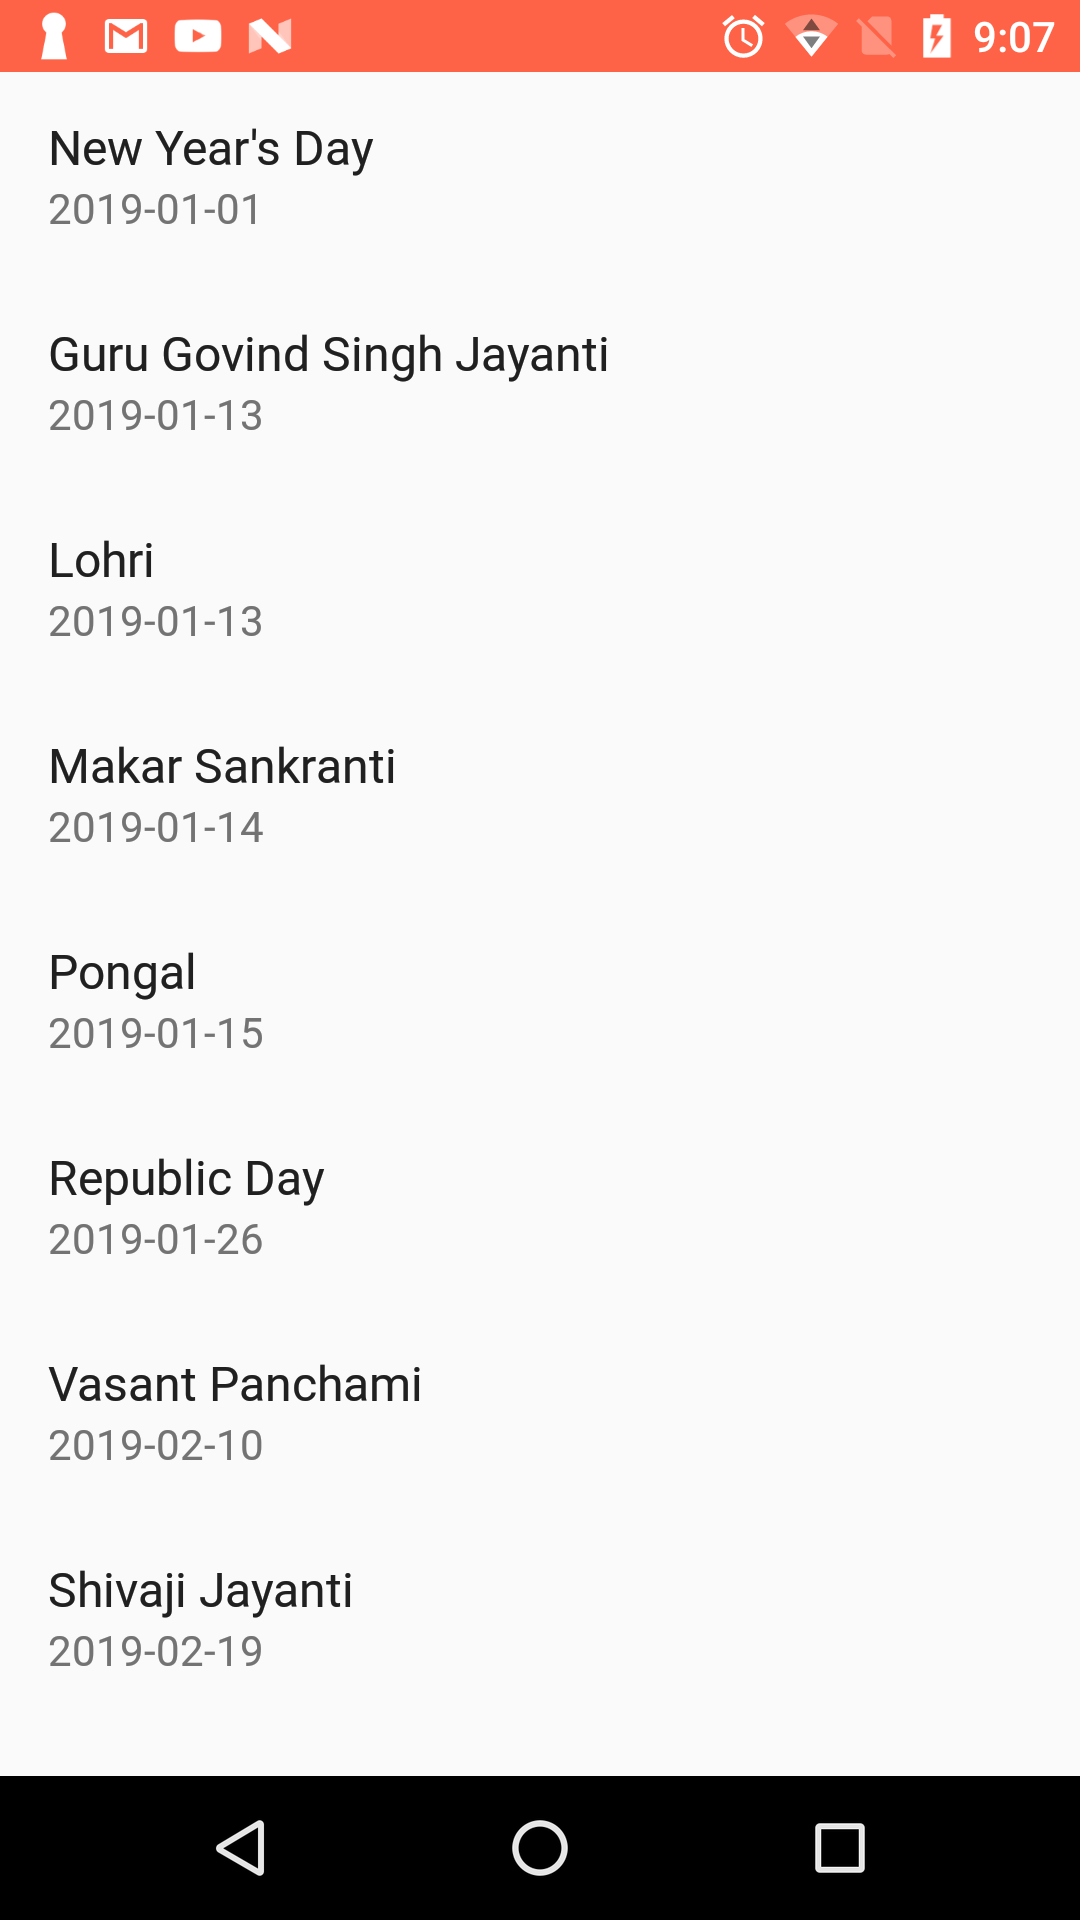 9:07
New Year's Day
2019-01-01
Guru Govind Singh Jayanti
2019-01-13
Lohri
2019-01-13
Makar Sankranti
2019-01-14
Pongal
2019-01-15
Republic Day
2019-01-26
Vasant Panchami
2019-02-10
Shivaji Jayanti
2019-02-19